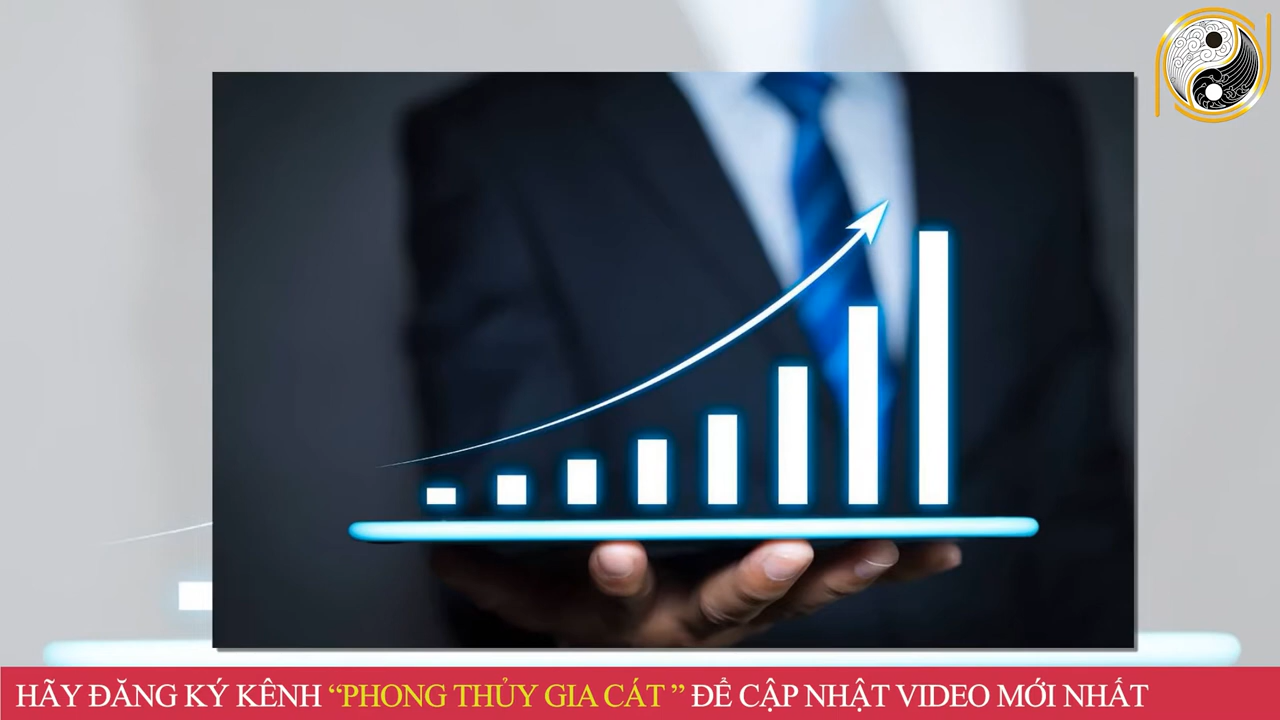 HÃY ĐĂNG KÝ KÊNH “PHONG THỦY GIA CÁT ” ĐỂ CẬP NHẬT VIDEO MỚI NHẤT